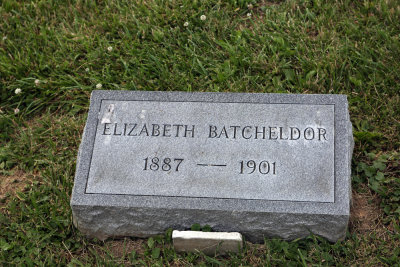 ELIZABETH BATCHELDOR
1887 -- 1901